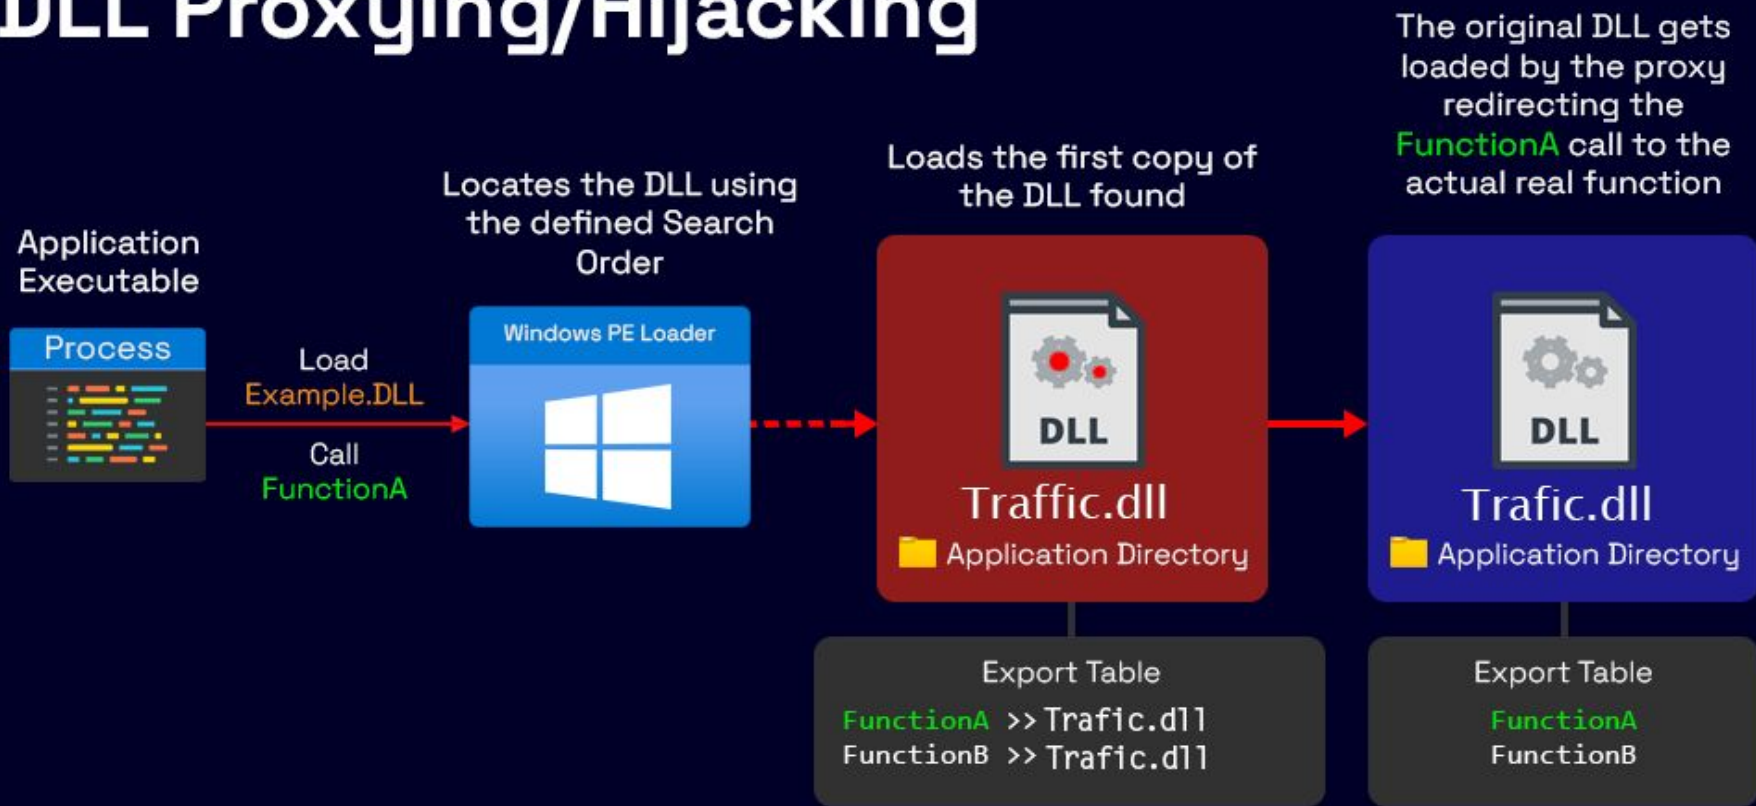 DLL Proxying/Hijacking
The original DLL gets
loaded by the proxy
redirecting the
FunctionA call to the
actual real function
Loads the first copy of
the DLL found
Locates the DLL using
the defined Search
Order
Application
Executable
Process
Load
Example.DLL
Call
FunctionA
Windows PE Loader
DLL
Traffic.dll
Application Directory
DLL
Trafic.dll
Application Directory
Export Table
FunctionA >> Trafic.dll
FunctionB >> Trafic.dll
Export Table
FunctionA
FunctionB